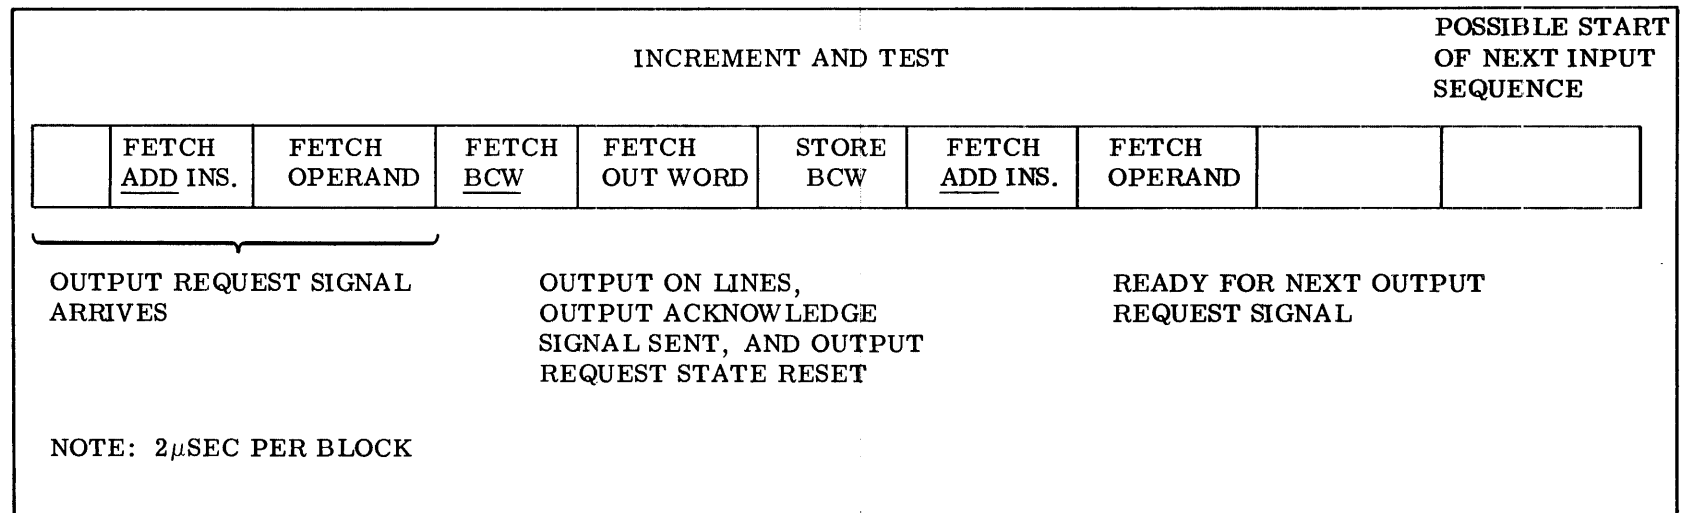 POSSIBLE START
OF NEXT INPUT
SEQUENCE
INCREMENT AND TEST
FETCH
ADD INS.
FETCH
OPERAND
FETCH
BCW
FETCH
OUT WORD
STORE
BCW
FETCH
ADD INS.
FETCH
OPERAND
OUTPUT REQUEST SIGNAL
ARRIVES
OUTPUT ON LINES,
OUTPUT ACKNOWLEDGE
SIGNAL SENT, AND OUTPUT
REQUEST STATE RESET
READY FOR NEXT OUTPUT
REQUEST SIGNAL
NOTE: 2μSEC PER BLOCK